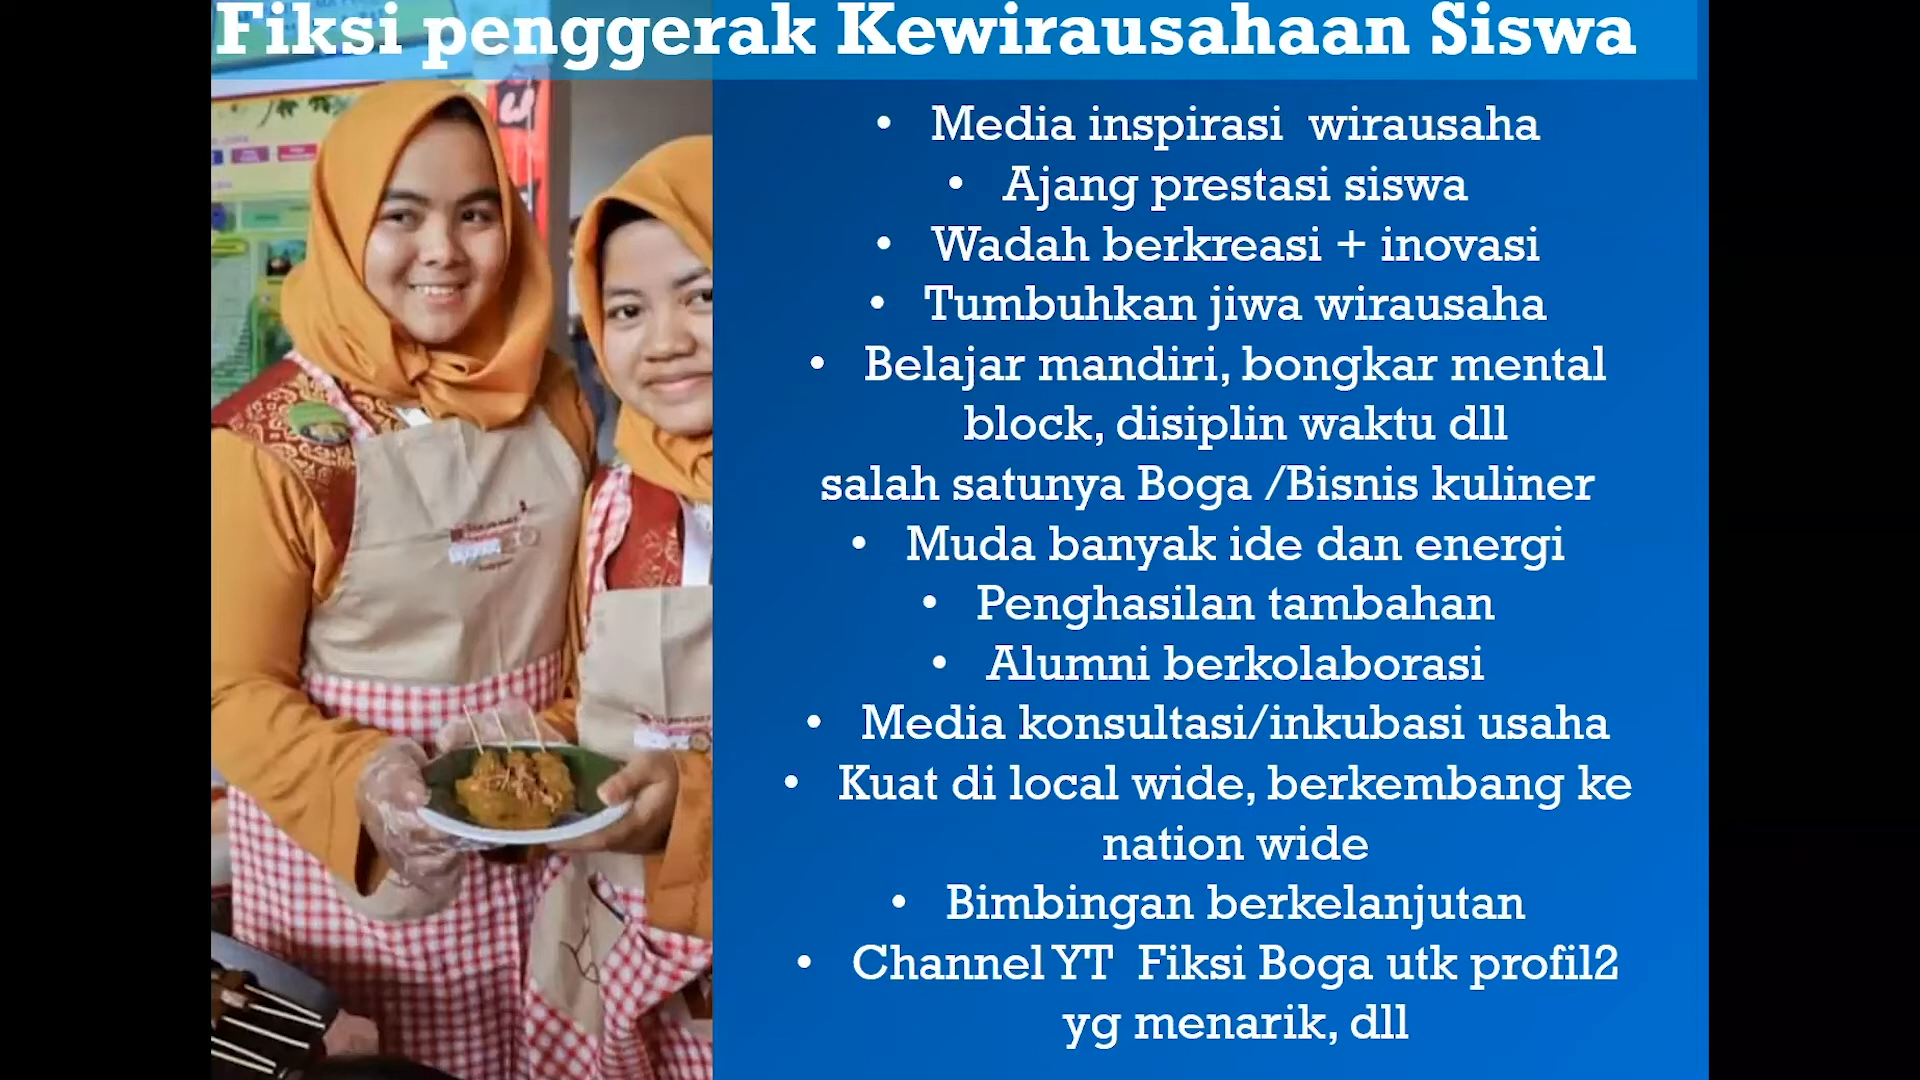 Fiksi penggerak Kewirausahaan Siswa
• Media inspirasi wirausaha
• Ajang prestasi siswa
• Wadah berkreasi + inovasi
• Tumbuhkan jiwa wirausaha
• Belajar mandiri, bongkar mental
block, disiplin waktu dll
salah satunya Boga /Bisnis kuliner
• Muda banyak ide dan energi
• Penghasilan tambahan
• Alumni berkolaborasi
• Media konsultasi/inkubasi usaha
• Kuat di local wide, berkembang ke
nation wide
• Bimbingan berkelanjutan
• Channel YT Fiksi Boga utk profil2
yg menarik, dll